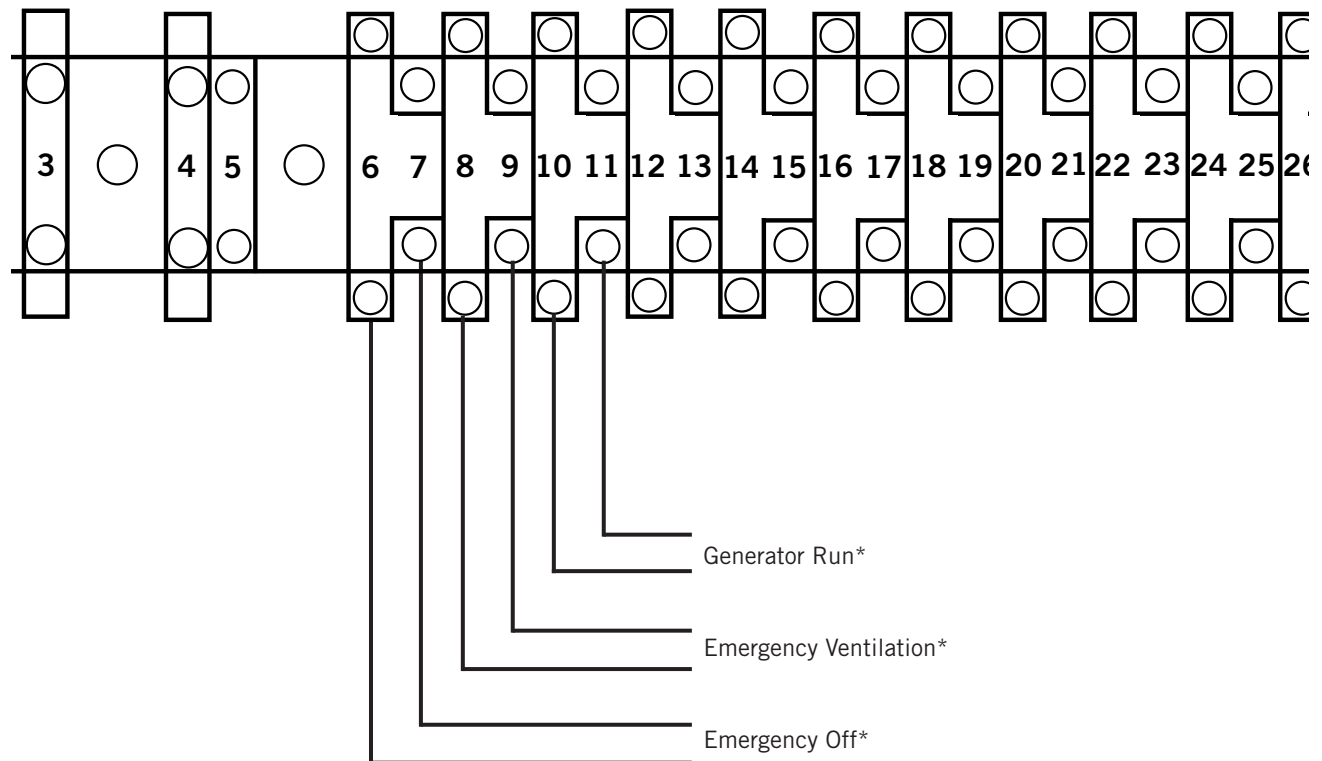 3 4 5 6 7 8 9 10 11 12 13 14 15 16 17 18 19 20 21 22 23 24 25
Generator Run*
Emergency Ventilation*
Emergency Off*